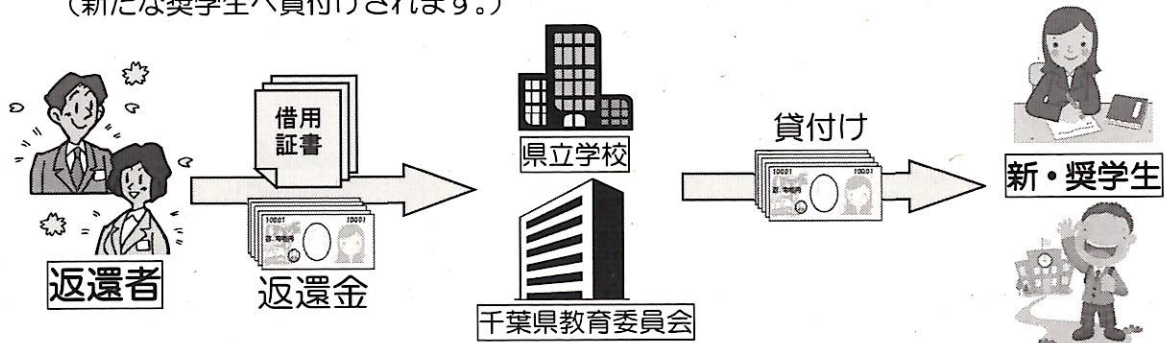 （新たな奨学生へ貸付けされます。）
借用
証書
返還者
返還金
県立学校
千葉県教育委員会
貸付け
新・奨学生